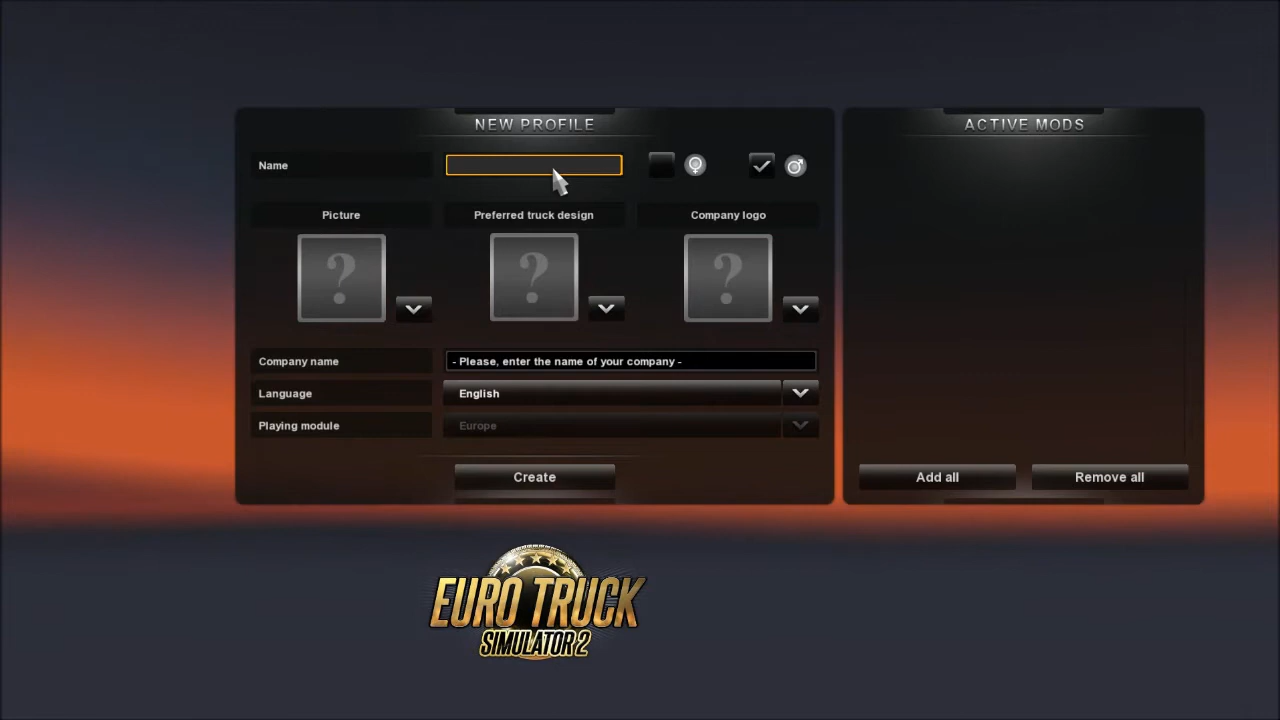 NEW PROFILE
Name
Picture
Preferred truck design
Company logo
?
?
?
Company name
- Please, enter the name of your company -
Language
English
Playing module
Europe
Create
ACTIVE MODS
Add all
Remove all
EURO TRUCK
SIMULATOR 2